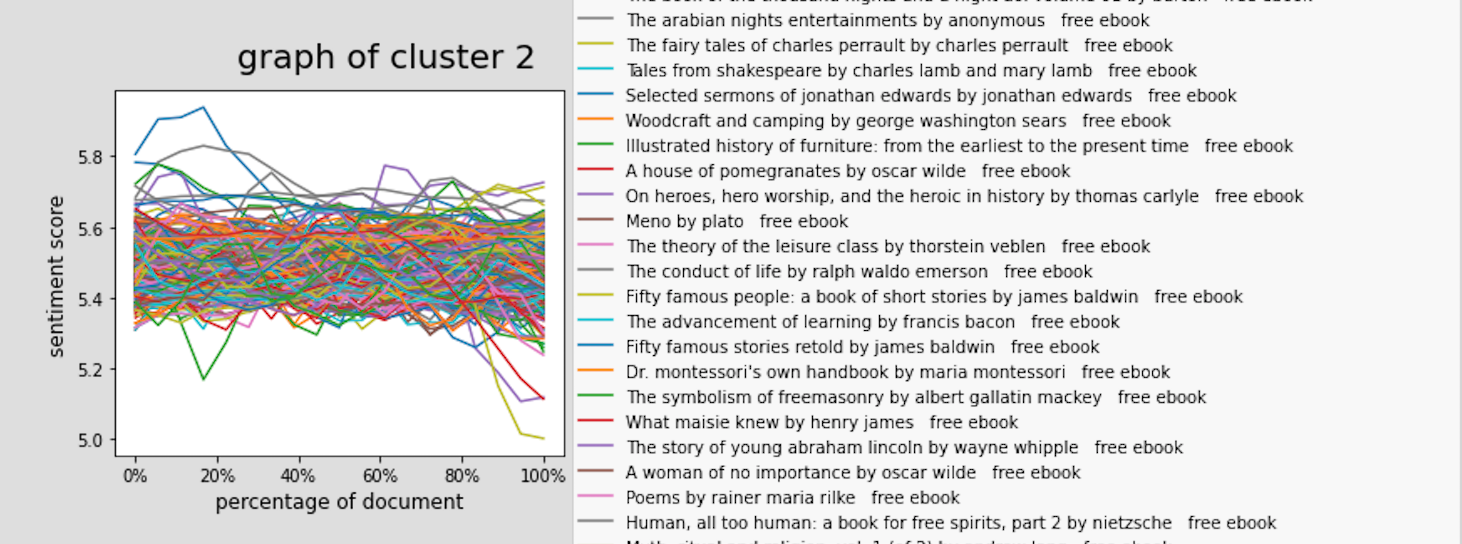 graph of cluster 2
sentiment score
5.8
5.6
5.4
5.2
5.0
0% 20% 40% 60% 80% 100%
percentage of document
The arabian nights entertainments by anonymous free ebook
The fairy tales of charles perrault by charles perrault free ebook
Tales from shakespeare by charles lamb and mary lamb free ebook
Selected sermons of jonathan edwards by jonathan edwards free ebook
Woodcraft and camping by george washington sears free ebook
Illustrated history of furniture: from the earliest to the present time free ebook
A house of pomegranates by oscar wilde free ebook
On heroes, hero worship, and the heroic in history by thomas carlyle free ebook
Meno by plato free ebook
The theory of the leisure class by thorstein veblen free ebook
The conduct of life by ralph waldo emerson free ebook
Fifty famous people: a book of short stories by james baldwin free ebook
The advancement of learning by francis bacon free ebook
Fifty famous stories retold by james baldwin free ebook
Dr. montessori's own handbook by maria montessori free ebook
The symbolism of freemasonry by albert gallatin mackey free ebook
What maisie knew by henry james free ebook
The story of young abraham lincoln by wayne whipple free ebook
A woman of no importance by oscar wilde free ebook
Poems by rainer maria rilke free ebook
Human, all too human: a book for free spirits, part 2 by nietzsche free ebook